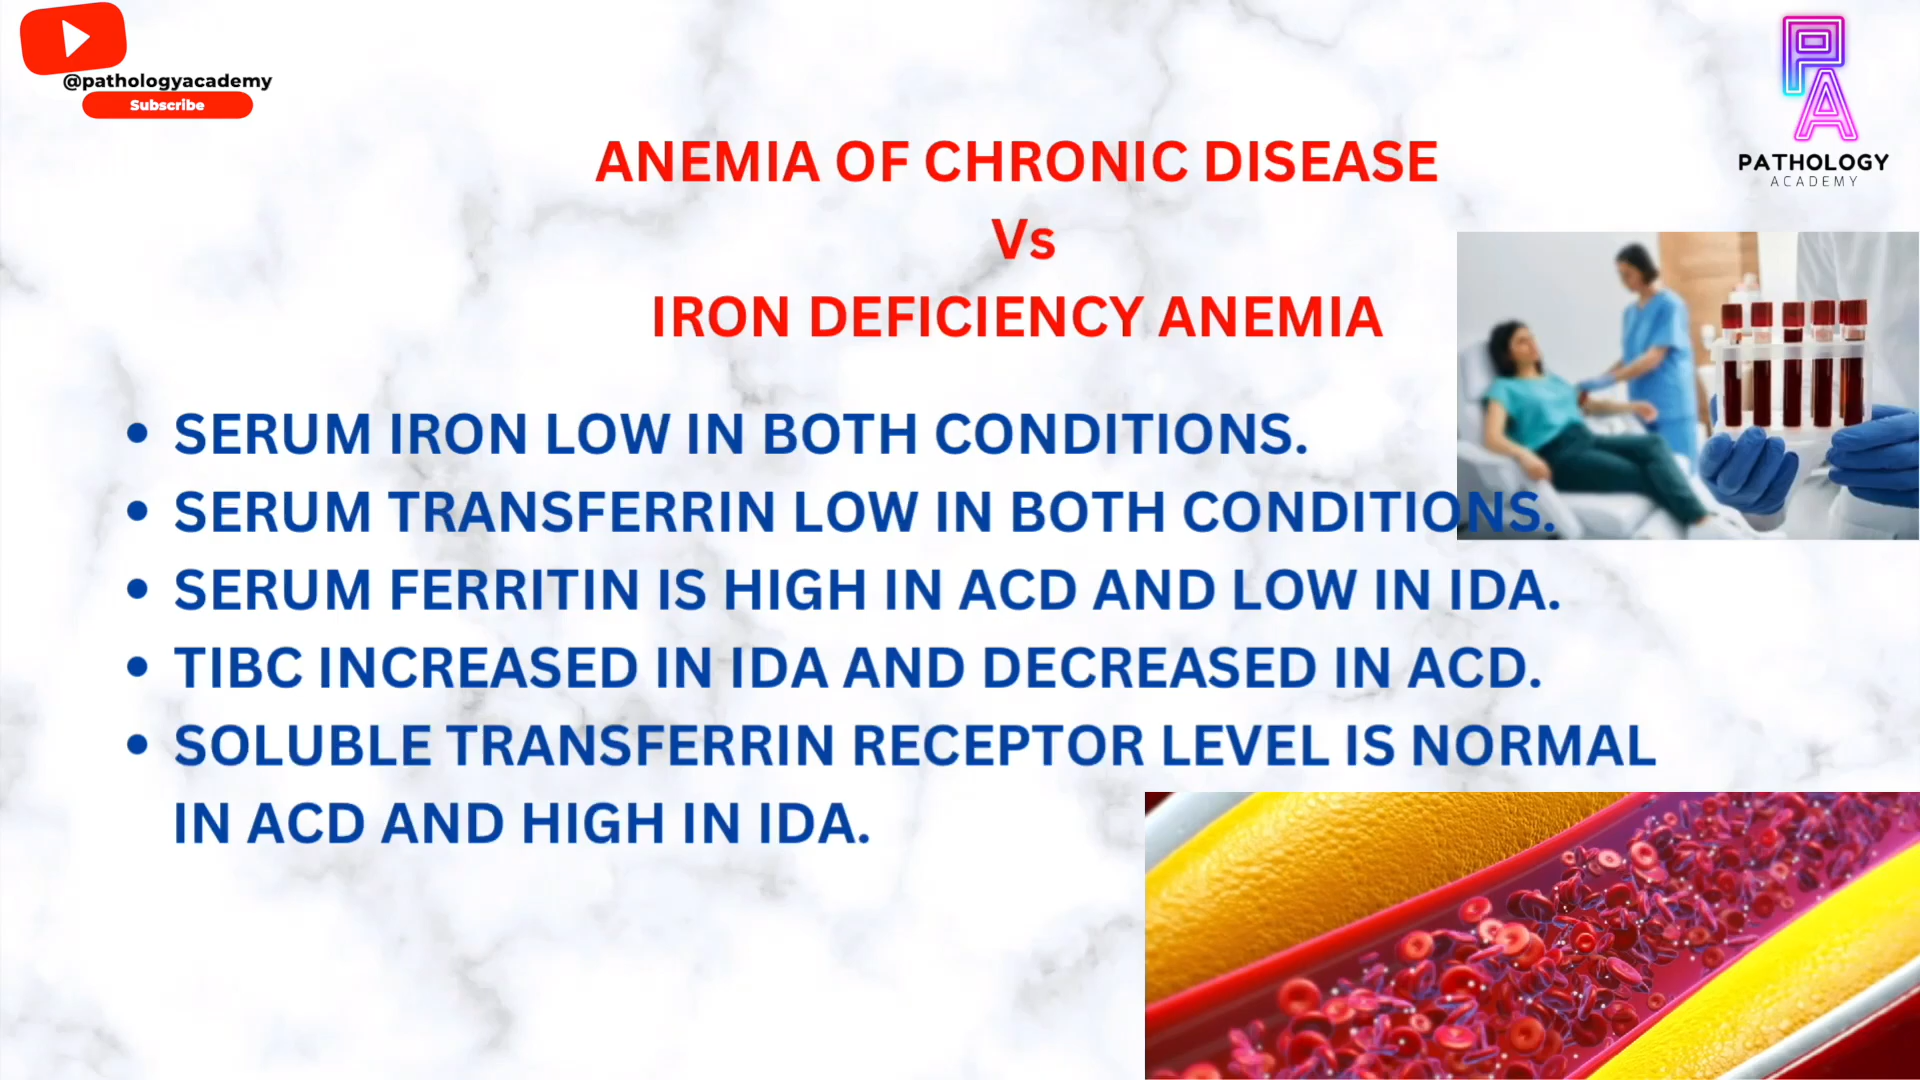 @pathologyacademy
Subscribe
PA
PATHOLOGY
ACADEMY
ANEMIA OF CHRONIC DISEASE
Vs
IRON DEFICIENCY ANEMIA
• SERUM IRON LOW IN BOTH CONDITIONS.
• SERUM TRANSFERRIN LOW IN BOTH CONDITIONS.
• SERUM FERRITIN IS HIGH IN ACD AND LOW IN IDA.
• TIBC INCREASED IN IDA AND DECREASED IN ACD.
• SOLUBLE TRANSFERRIN RECEPTOR LEVEL IS NORMAL
IN ACD AND HIGH IN IDA.